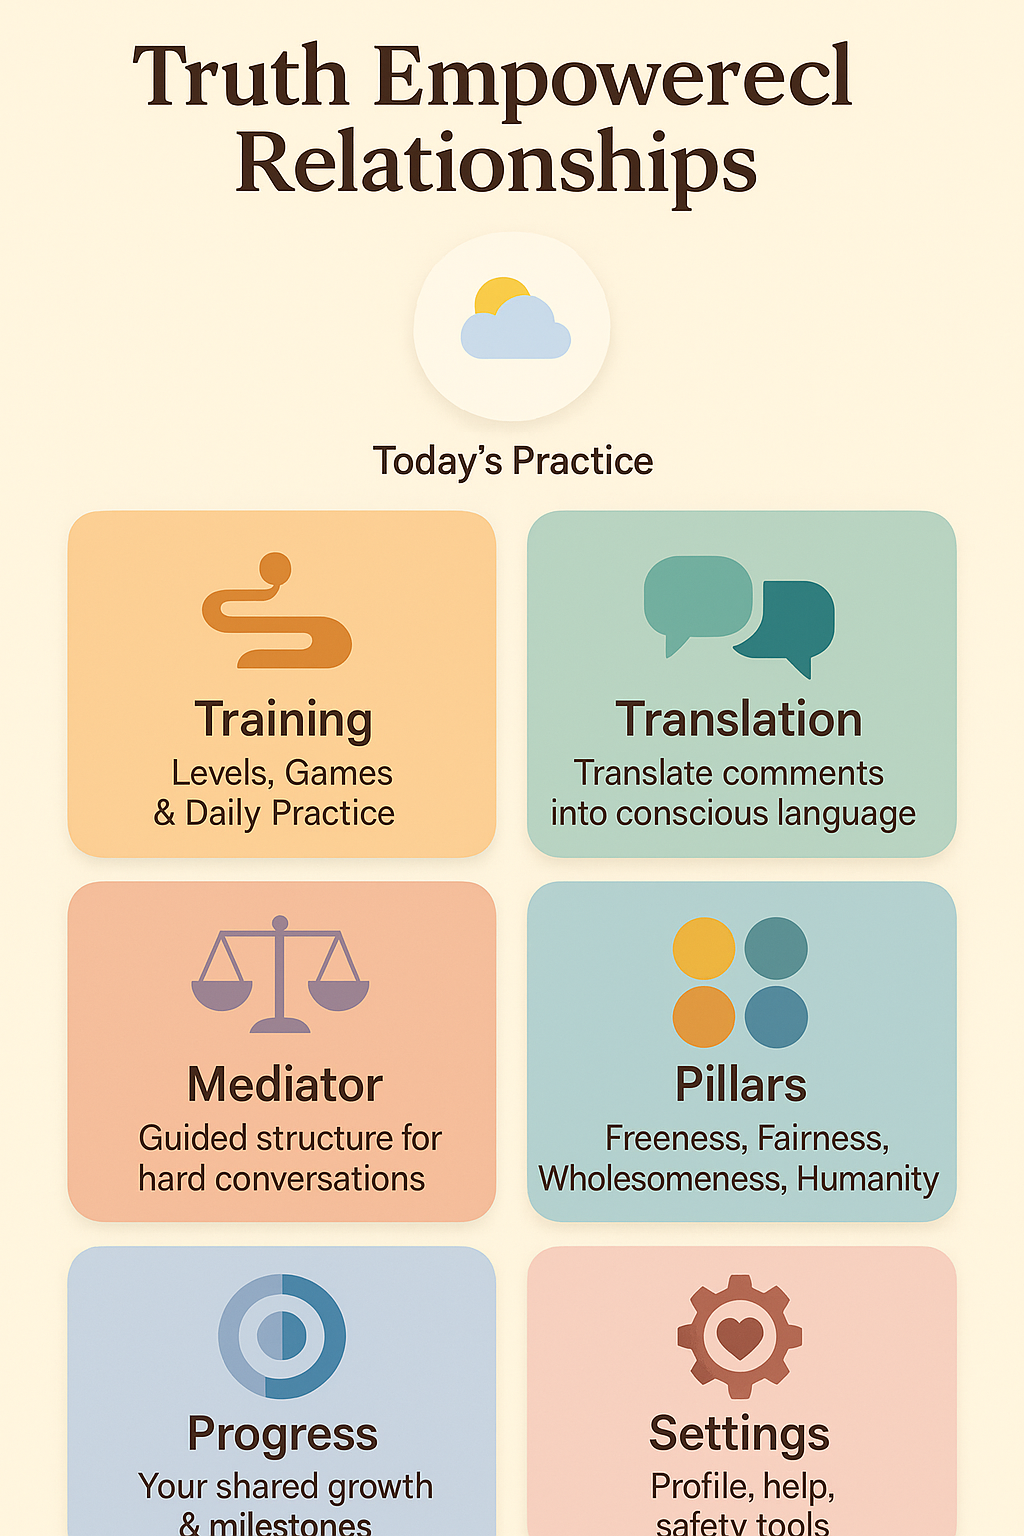 Truth Empowerecl
Relationships
Today's Practice
Training
Levels, Games
& Daily Practice
Translation
Translate comments
into conscious language
Mediator
Guided structure for
hard conversations
Pillars
Freeness, Fairness,
Wholesomeness, Humanity
Progress
Your shared growth
& milestones
Settings
Profile, help,
safety tools